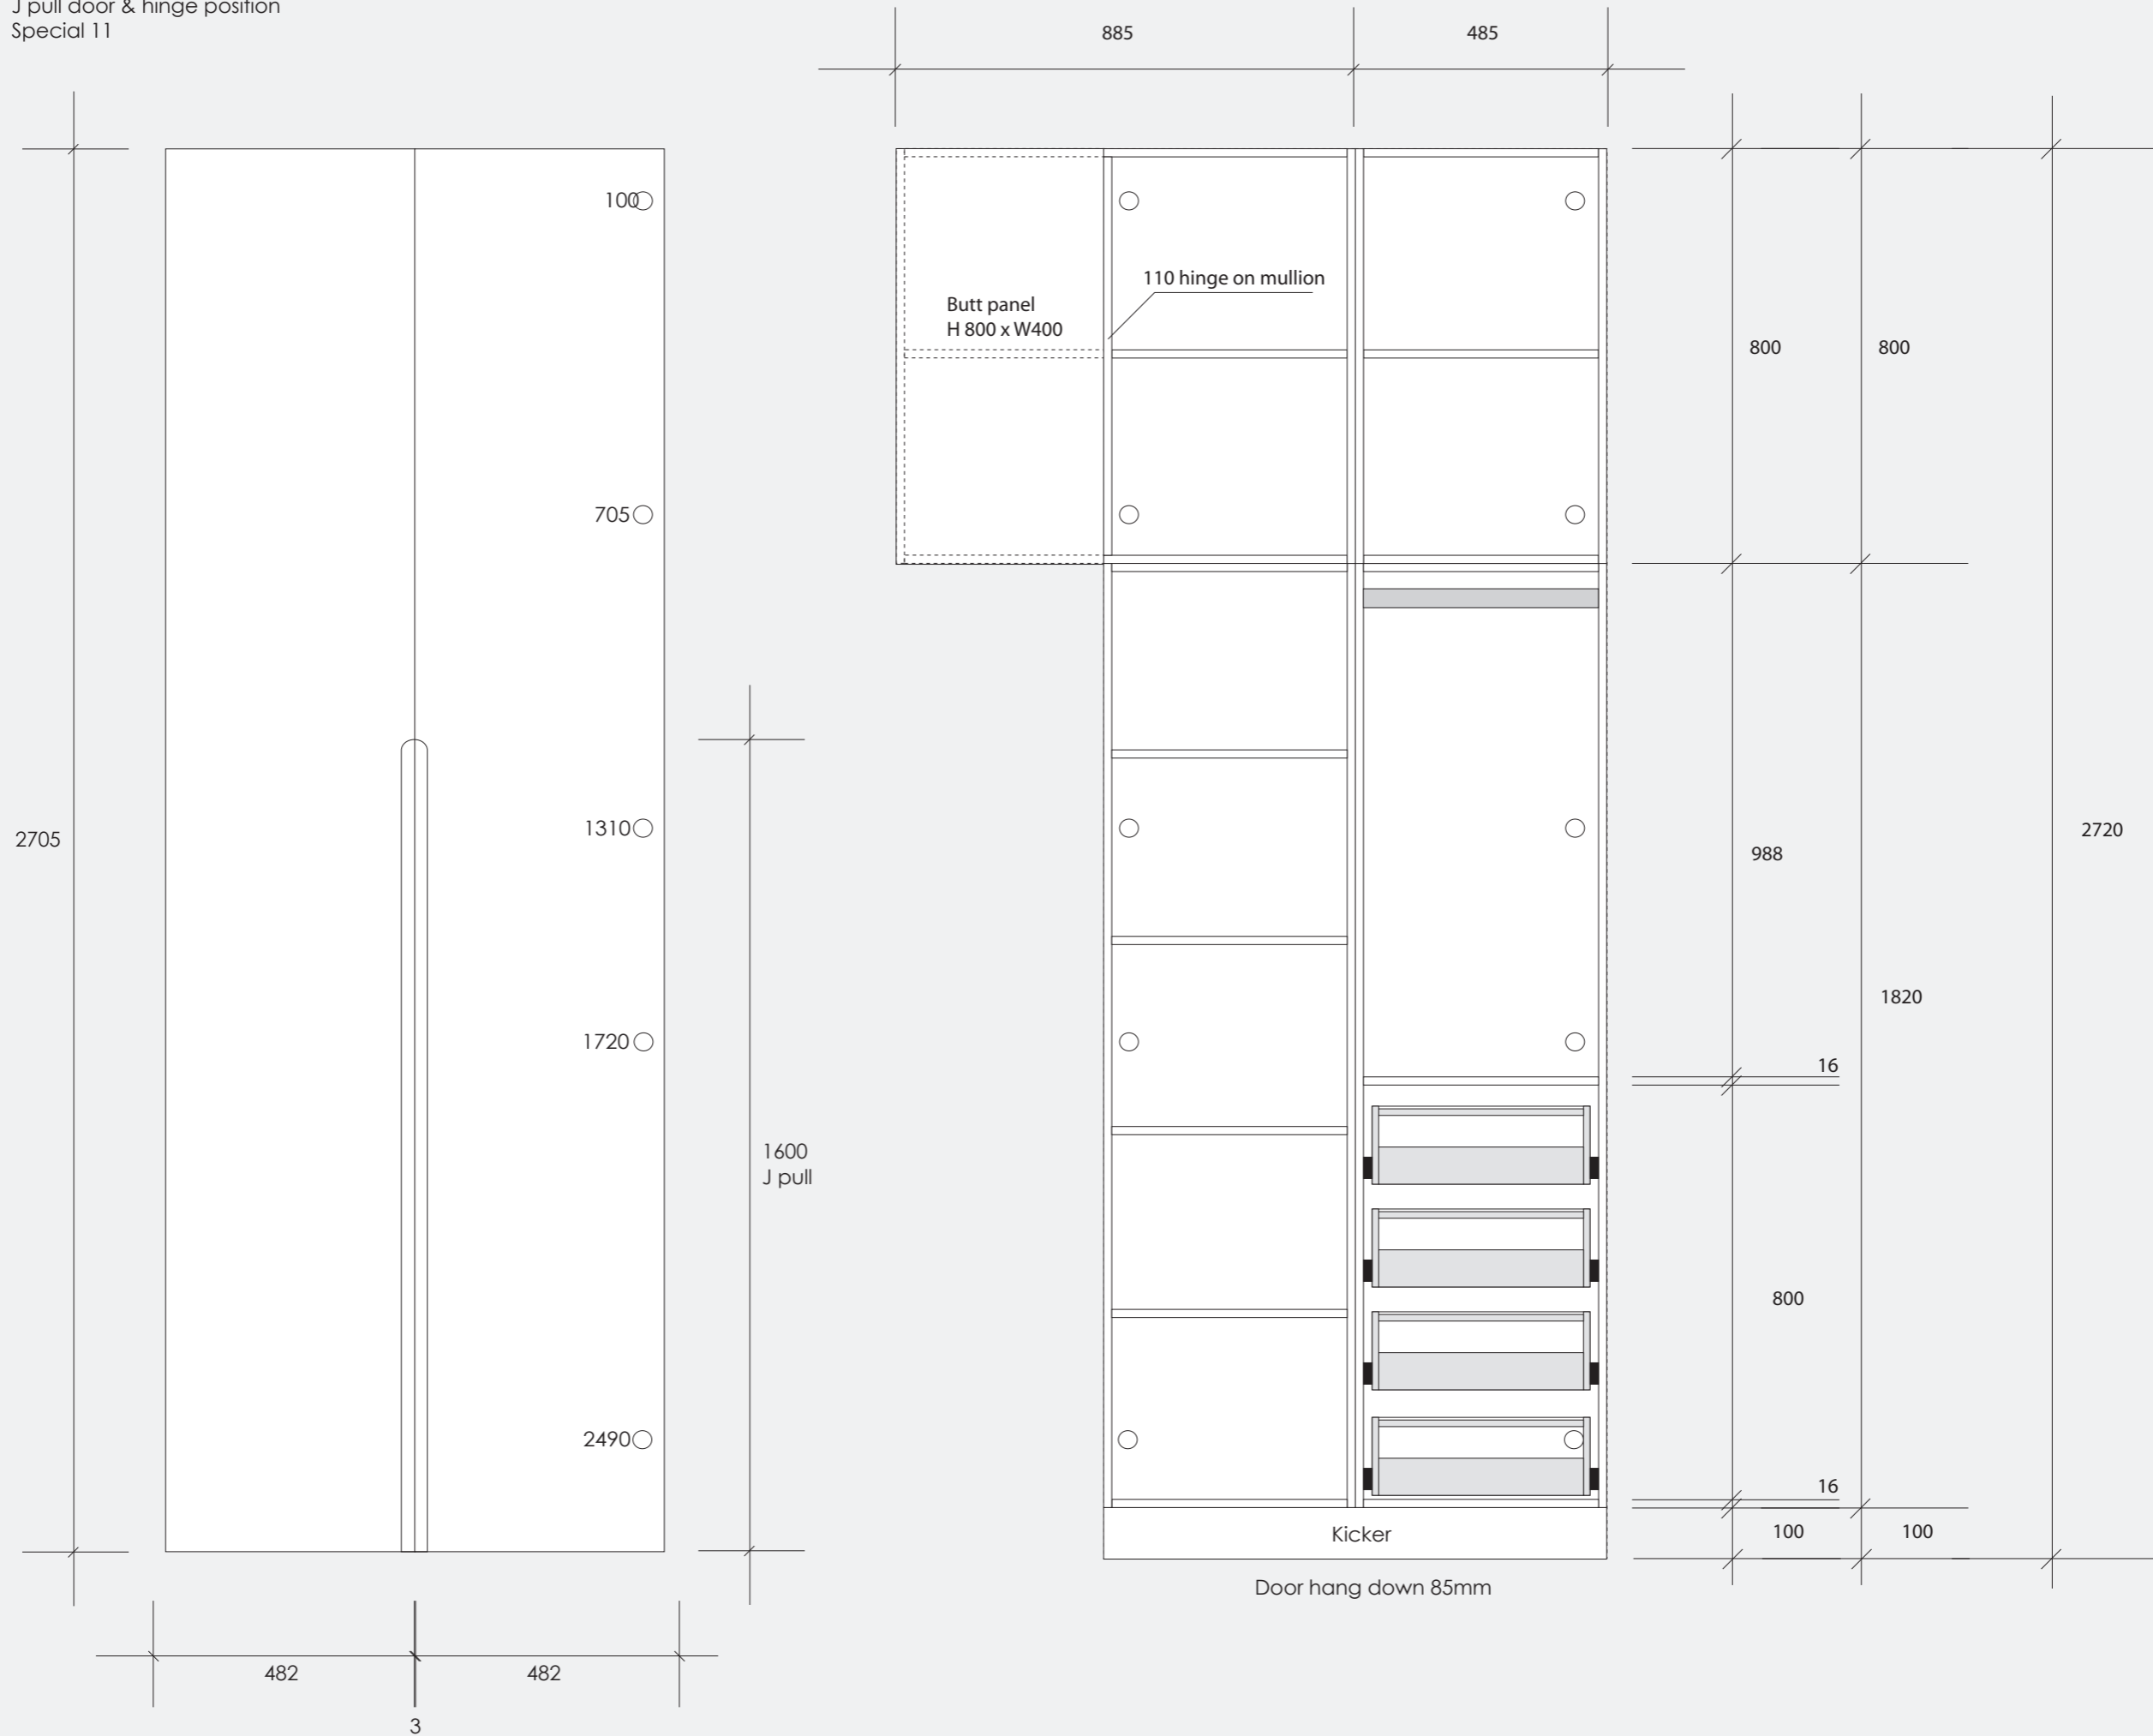 J pull door & hinge position
Special 11
885
485
100
110 hinge on mullion
Butt panel
H 800 x W400
800
800
705
2705
1310
2720
988
1820
1720
16
1600
J pull
800
2490
16
Kicker
100
100
Door hang down 85mm
482
482
3